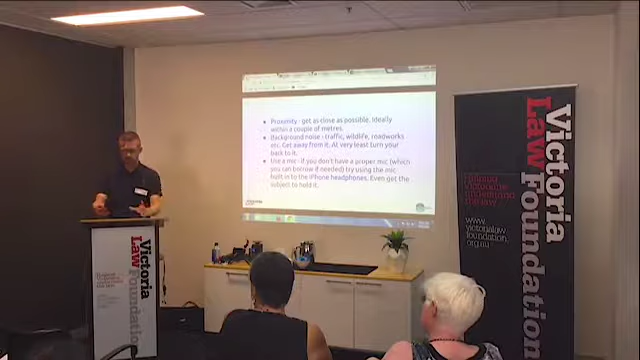 ● Proximity - get as close as possible. Ideally
within a couple of metres.
● Background noise - traffic, wildlife, roadworks
etc. Get away from it. At very least turn your
back to it.
● Use a mic - if you don't have a proper mic (which
you can borrow if needed) try using the mic
built in to the iPhone headphones. Even get the
subject to hold it.
Victoria
Law Foundation
www.
victorialaw
foundation.
org.au
Victoria
Law Foundation